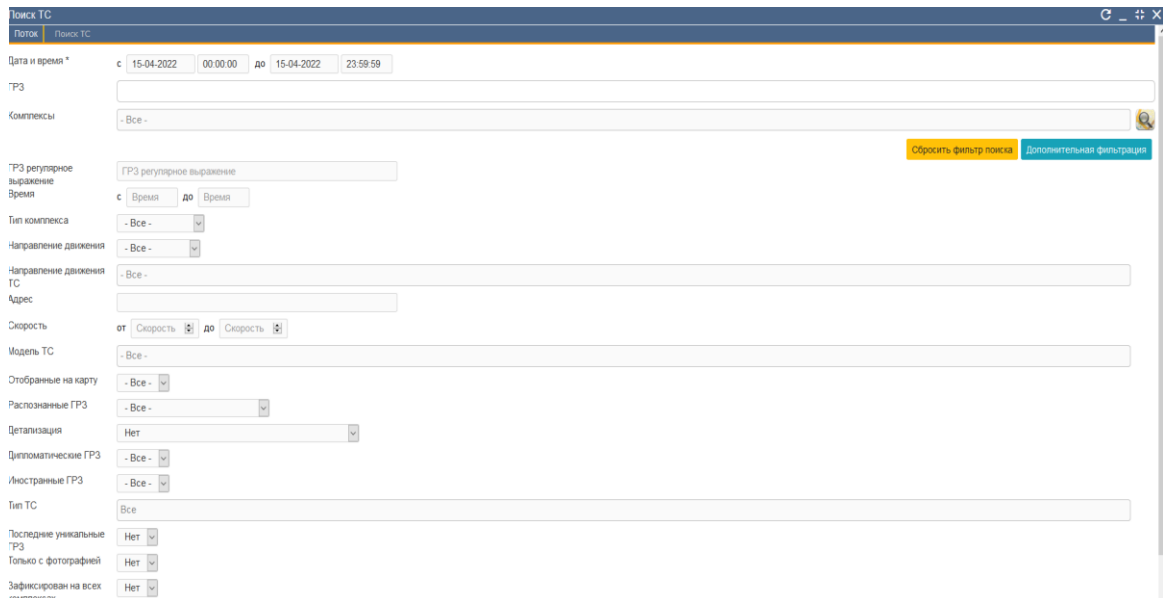 Поиск ТС
Поток Поиск ТС
Дата и время * с 15-04-2022 00:00:00 до 15-04-2022 23:59:59
ГРЗ
Комплексы - Все -
Сбросить фильтр поиска Дополнительная фильтрация
ГРЗ регулярное
выражение ГРЗ регулярное выражение
Время с Время до Время
Тип комплекса - Все -
Направление движения - Все -
Направление движения
ТС - Все -
Адрес
Скорость от Скорость до Скорость
Модель ТС - Все -
Отобранные на карту - Все -
Распознанные ГРЗ - Все -
Детализация Нет
Дипломатические ГРЗ - Все -
Иностранные ГРЗ - Все -
Тип ТС Все
Последние уникальные
ГРЗ Нет
Только с фотографией Нет
Зафиксирован на всех Нет
комплексах